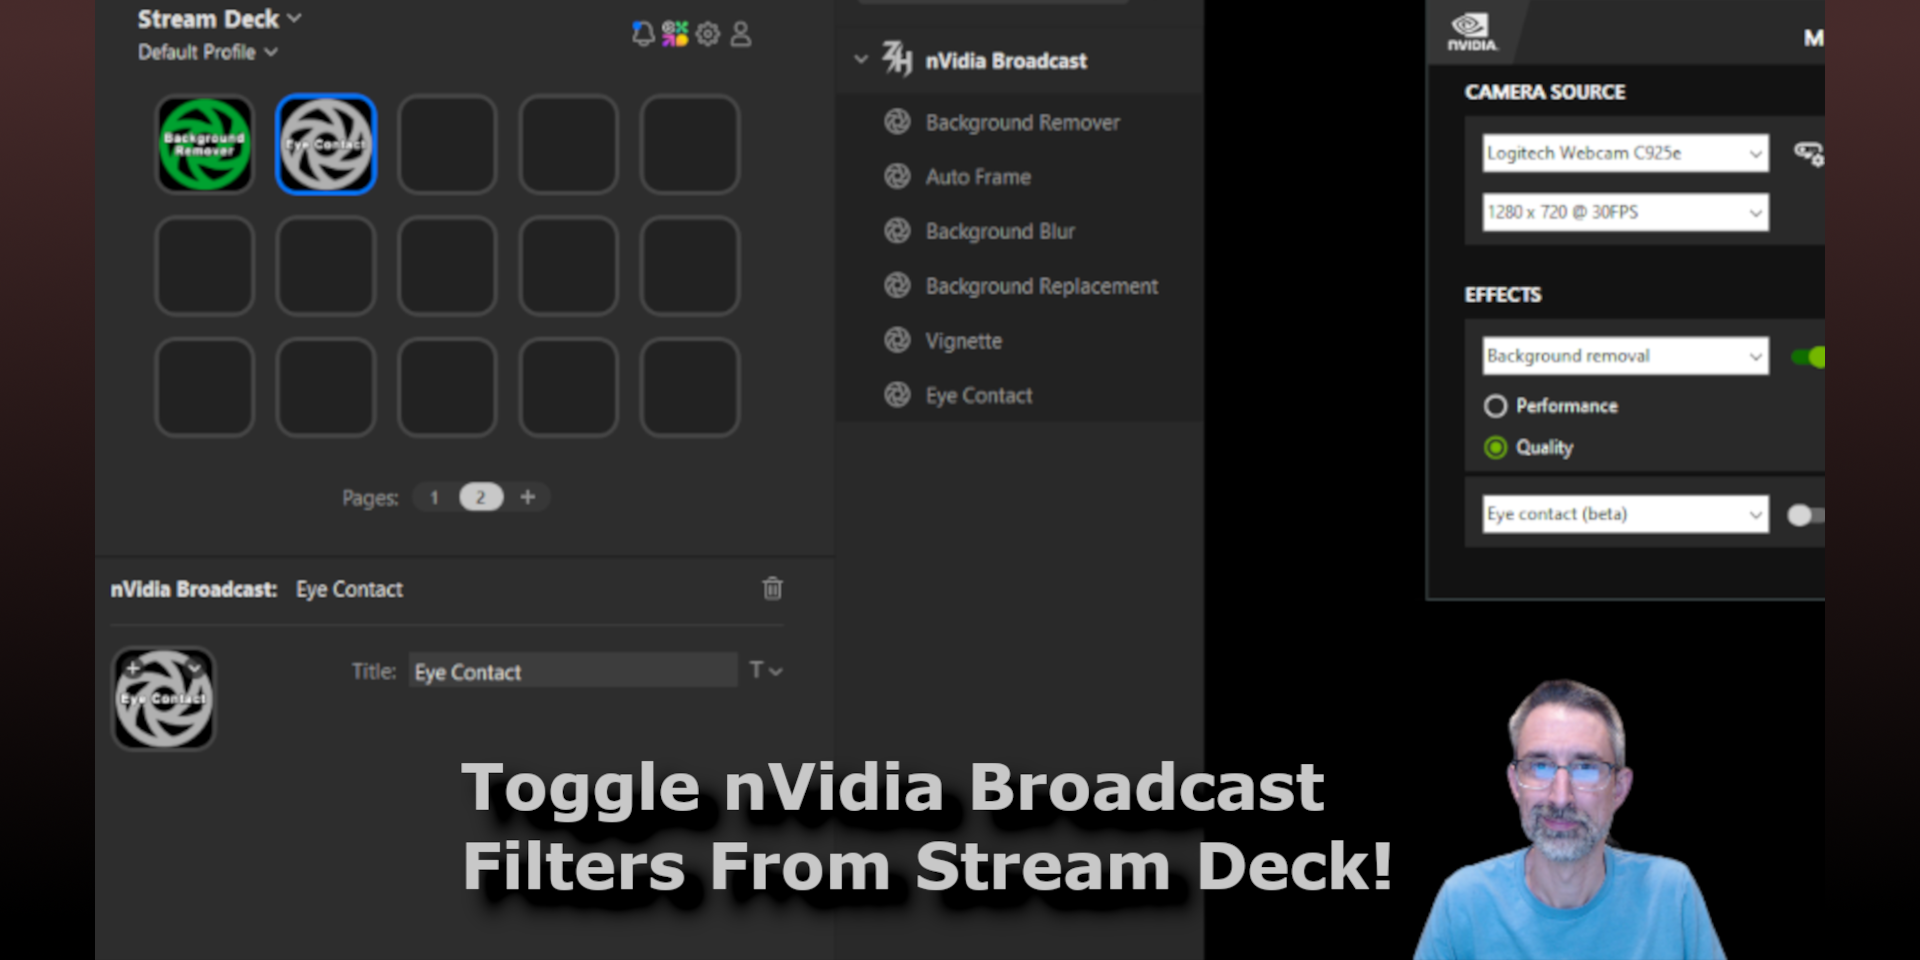 Stream Deck
Default Profile
Background
Remover
Eye Contact
Pages: 1 2 +
nVidia Broadcast: Eye Contact
Eye Contact
Title: Eye Contact T
nVidia Broadcast
Background Remover
Auto Frame
Background Blur
Background Replacement
Vignette
Eye Contact
NVIDIA
M
CAMERA SOURCE
Logitech Webcam C925e
1280 x 720 @ 30FPS
EFFECTS
Background removal
Performance
Quality
Eye contact (beta)
Toggle nVidia Broadcast
Filters From Stream Deck!